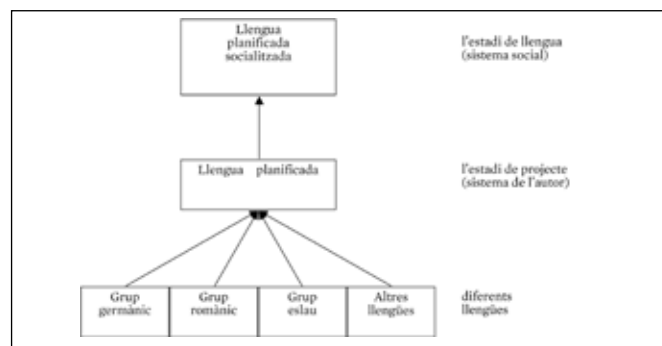 Llengua
planificada
socialitzada
l'estadi de llengua
(sistema social)
Llengua planificada
l'estadi de projecte
(sistema de l'autor)
Grup
germànic
Grup
romànic
Grup
eslau
Altres
llengües
diferents
llengües